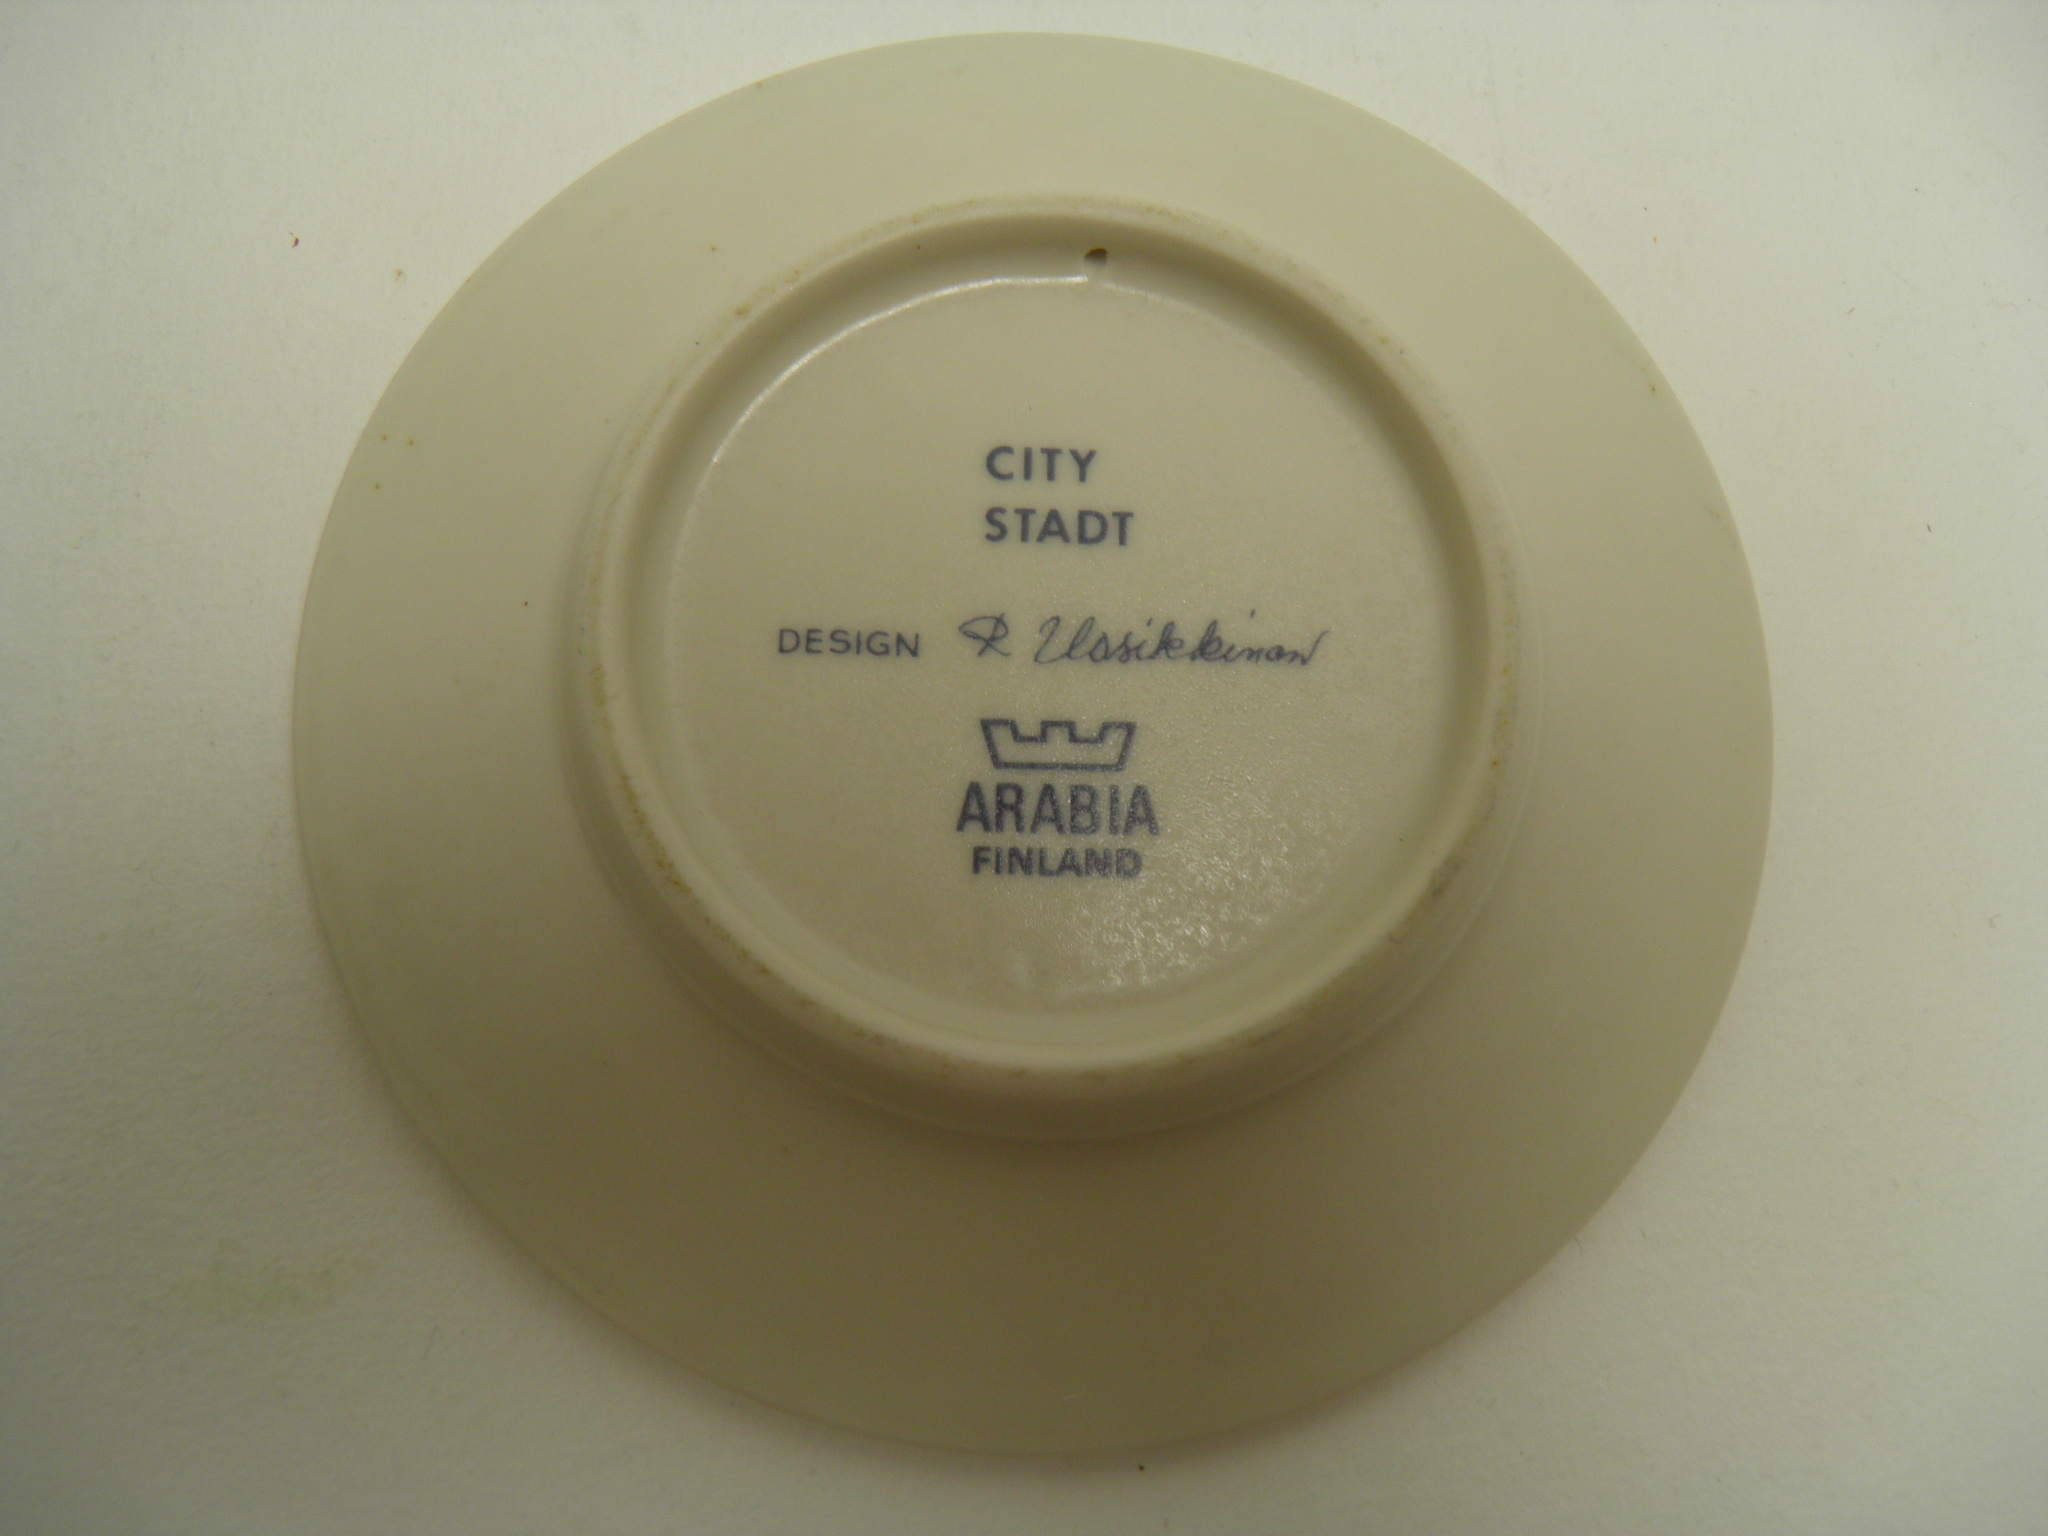 CITY
STADT
DESIGN R Uosikkinen
ARABIA
FINLAND